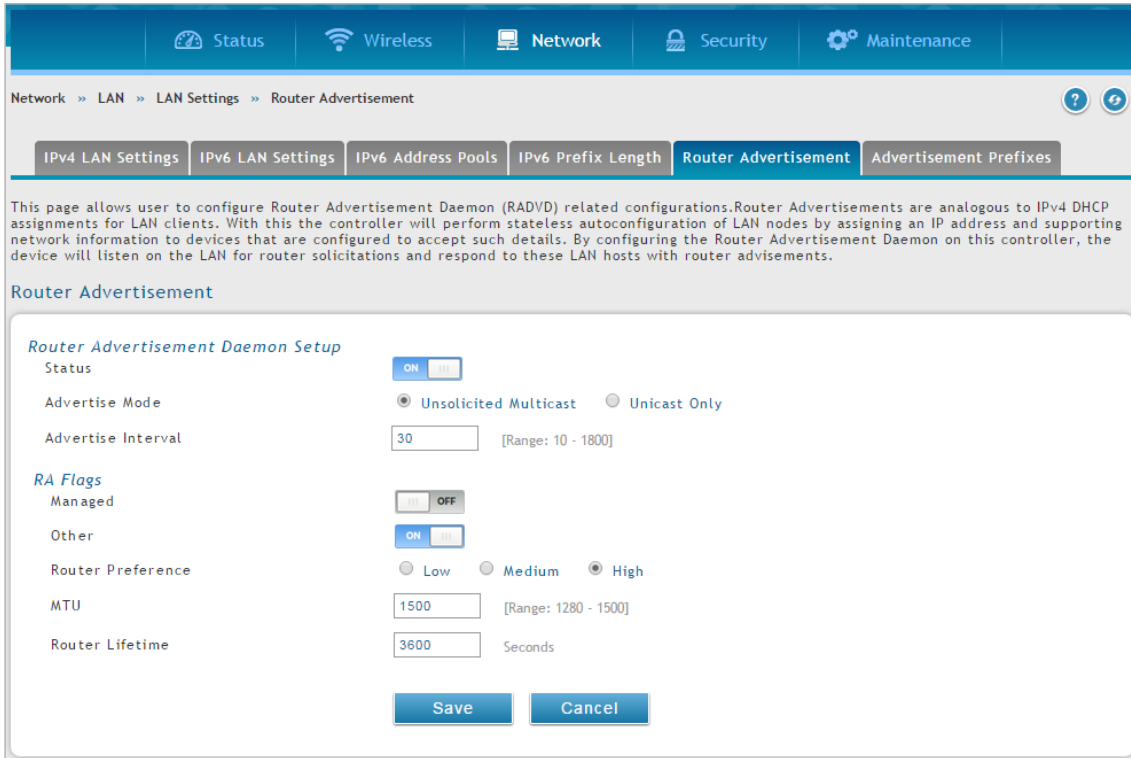 Status Wireless Network Security Maintenance
Network » LAN » LAN Settings » Router Advertisement
?
IPv4 LAN Settings IPv6 LAN Settings IPv6 Address Pools IPv6 Prefix Length Router Advertisement Advertisement Prefixes
This page allows user to configure Router Advertisement Daemon (RADVD) related configurations.Router Advertisements are analogous to IPv4 DHCP
assignments for LAN clients. With this the controller will perform stateless autoconfiguration of LAN nodes by assigning an IP address and supporting
network information to devices that are configured to accept such details. By configuring the Router Advertisement Daemon on this controller, the
device will listen on the LAN for router solicitations and respond to these LAN hosts with router advisements.
Router Advertisement
Router Advertisement Daemon Setup
Status ON
Advertise Mode Unsolicited Multicast Unicast Only
Advertise Interval 30 [Range: 10 - 1800]
RA Flags
Managed OFF
Other ON
Router Preference Low Medium High
MTU 1500 [Range: 1280 - 1500]
Router Lifetime 3600 Seconds
Save Cancel